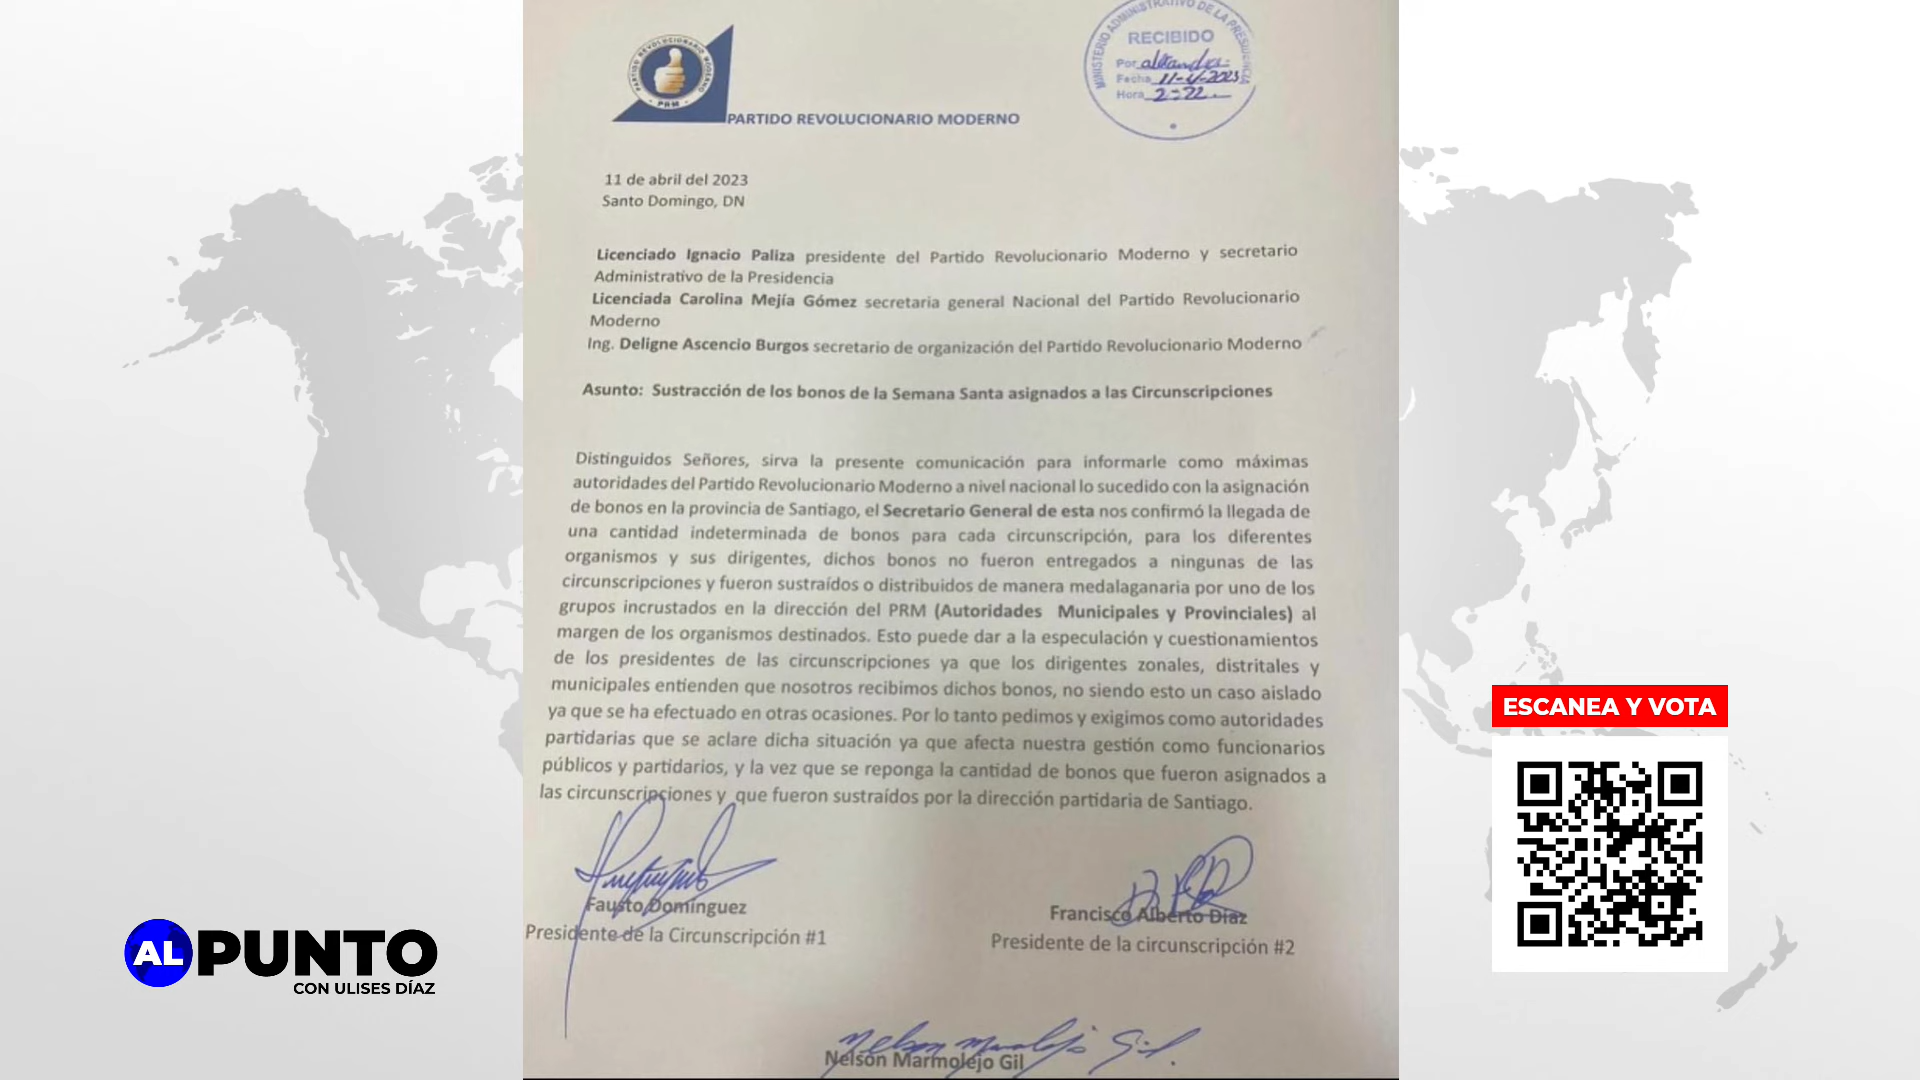 MINISTERIO ADMINISTRATIVO DE LA PRESIDENCIA
RECIBIDO
Por
Fecha 11-4-2023
Hora 2:22
PARTIDO REVOLUCIONARIO MODERNO
PRM
PARTIDO REVOLUCIONARIO MODERNO
11 de abril del 2023
Santo Domingo, DN
Licenciado Ignacio Paliza presidente del Partido Revolucionario Moderno y secretario
Administrativo de la Presidencia
Licenciada Carolina Mejía Gómez secretaria general Nacional del Partido Revolucionario
Moderno
Ing. Deligne Ascencio Burgos secretario de organización del Partido Revolucionario Moderno
Asunto: Sustracción de los bonos de la Semana Santa asignados a las Circunscripciones
Distinguidos Señores, sirva la presente comunicación para informarle como máximas
autoridades del Partido Revolucionario Moderno a nivel nacional lo sucedido con la asignación
de bonos en la provincia de Santiago, el Secretario General de esta nos confirmó la llegada de
una cantidad indeterminada de bonos para cada circunscripción, para los diferentes
organismos y sus dirigentes, dichos bonos no fueron entregados a ningunas de las
circunscripciones y fueron sustraídos o distribuidos de manera medalaganaria por uno de los
grupos incrustados en la dirección del PRM (Autoridades Municipales y Provinciales) al
margen de los organismos destinados. Esto puede dar a la especulación y cuestionamientos
de los presidentes de las circunscripciones ya que los dirigentes zonales, distritales y
municipales entienden que nosotros recibimos dichos bonos, no siendo esto un caso aislado
ya que se ha efectuado en otras ocasiones. Por lo tanto pedimos y exigimos como autoridades
partidarias que se aclare dicha situación ya que afecta nuestra gestión como funcionarios
públicos y partidarios, y la vez que se reponga la cantidad de bonos que fueron asignados a
las circunscripciones y que fueron sustraídos por la dirección partidaria de Santiago.
Fausto Domínguez
Presidente de la Circunscripción #1
Francisco Alberto Díaz
Presidente de la circunscripción #2
Nelson Marmolejo Gil
Nelson Marmolejo Gil
ESCANEA Y VOTA
AL PUNTO
CON ULISES DÍAZ